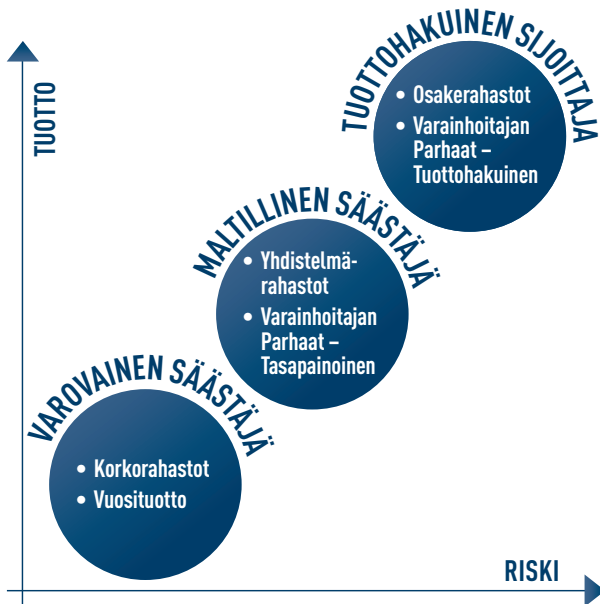 TUOTTO
TUOTTOHAKUINEN SIJOITTAJA
• Osakerahastot
• Varainhoitajan
Parhaat –
Tuottohakuinen
MALTILLINEN SÄÄSTÄJÄ
• Yhdistelmä-
rahastot
• Varainhoitajan
Parhaat –
Tasapainoinen
VAROVAINEN SÄÄSTÄJÄ
• Korkorahastot
• Vuosituotto
RISKI